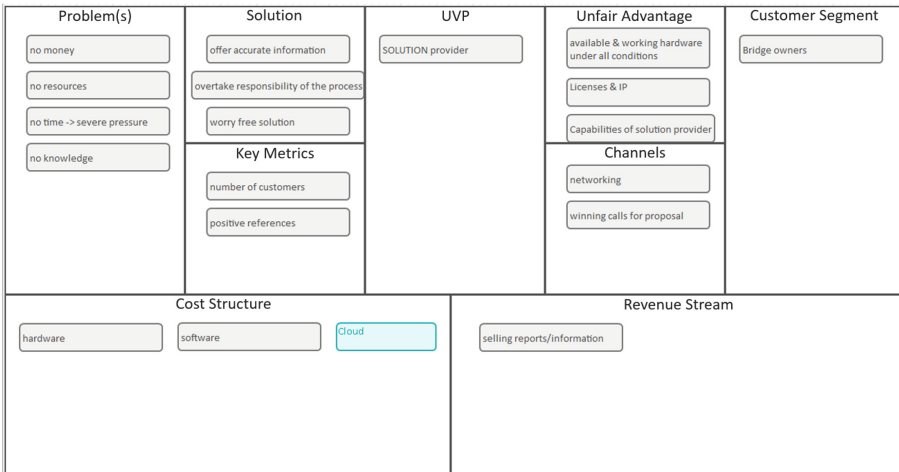 Problem(s)
no money
no resources
no time -> severe pressure
no knowledge
Solution
offer accurate information
overtake responsibility of the process
worry free solution
Key Metrics
number of customers
positive references
UVP
SOLUTION provider
Unfair Advantage
available & working hardware
under all conditions
Licenses & IP
Capabilities of solution provider
Channels
networking
winning calls for proposal
Customer Segment
Bridge owners
Cost Structure
hardware
software
Cloud
Revenue Stream
selling reports/information